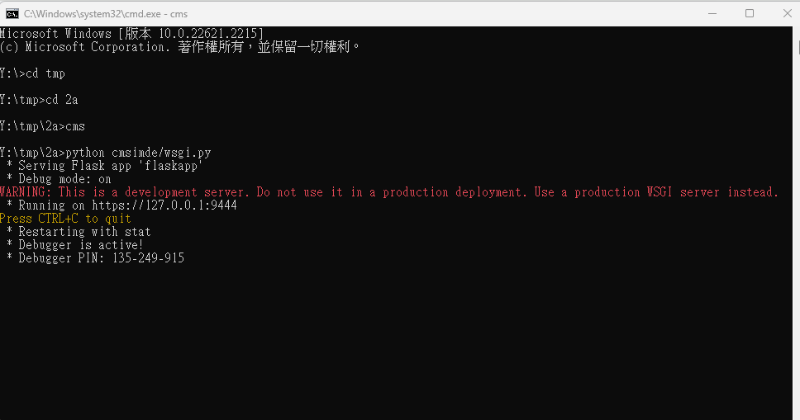 C:\Windows\system32\cmd.exe - cms
Microsoft Windows [版本 10.0.22621.2215]
(c) Microsoft Corporation. 著作權所有，並保留一切權利。
Y:\>cd tmp
Y:\tmp>cd 2a
Y:\tmp\2a>cms
Y:\tmp\2a>python cmsimde/wsgi.py
* Serving Flask app 'flaskapp'
* Debug mode: on
WARNING: This is a development server. Do not use it in a production deployment. Use a production WSGI server instead.
* Running on https://127.0.0.1:9444
Press CTRL+C to quit
* Restarting with stat
* Debugger is active!
* Debugger PIN: 135-249-915